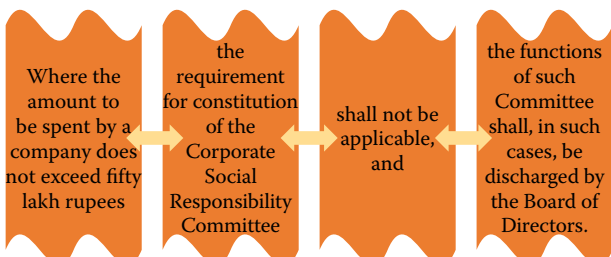 Where the
amount to
be spent by a
company does
not exceed fifty
lakh rupees
the
requirement
for constitution
of the
Corporate
Social
Responsibility
Committee
shall not be
applicable,
and
the functions
of such
Committee
shall, in such
cases, be
discharged by
the Board of
Directors.